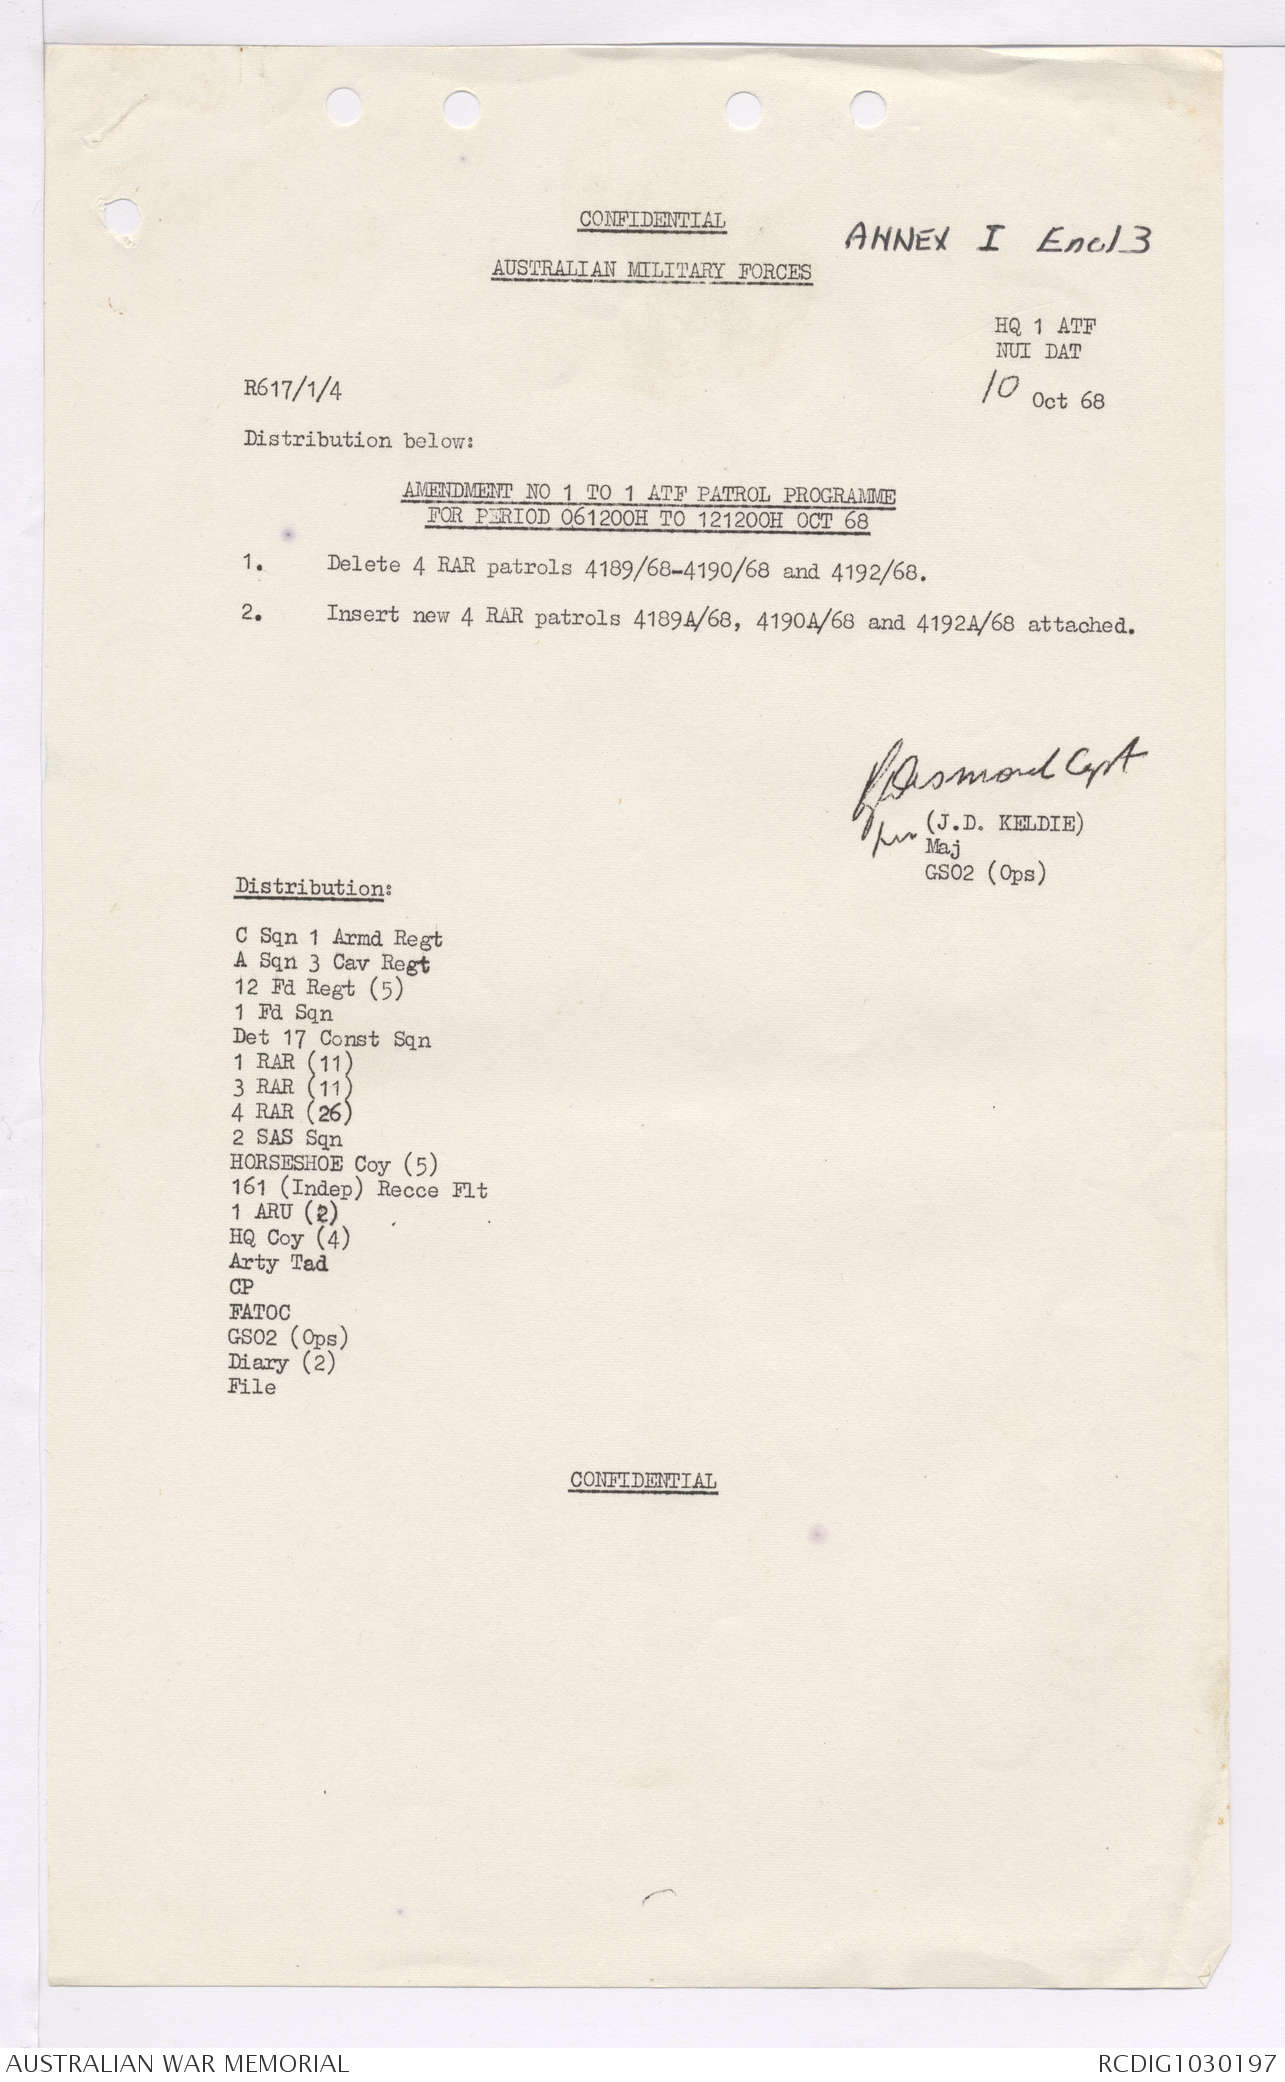 CONFIDENTIAL
ANNEX I Encl 3
AUSTRALIAN MILITARY FORCES
HQ 1 ATF
NUI DAT
10 Oct 68
R617/1/4
Distribution below:
AMENDMENT NO 1 TO 1 ATF PATROL PROGRAMME
FOR PERIOD 061200H TO 121200H OCT 68
1. Delete 4 RAR patrols 4189/68-4190/68 and 4192/68.
2. Insert new 4 RAR patrols 4189A/68, 4190A/68 and 4192A/68 attached.
Desmond Capt
for (J.D. KELDIE)
Maj
GSO2 (Ops)
Distribution:
C Sqn 1 Armd Regt
A Sqn 3 Cav Regt
12 Fd Regt (5)
1 Fd Sqn
Det 17 Const Sqn
1 RAR (11)
3 RAR (11)
4 RAR (26)
2 SAS Sqn
HORSESHOE Coy (5)
161 (Indep) Recce Flt
1 ARU (2)
HQ Coy (4)
Arty Tad
CP
FATOC
GSO2 (Ops)
Diary (2)
File
CONFIDENTIAL
AUSTRALIAN WAR MEMORIAL
RCDIG1030197